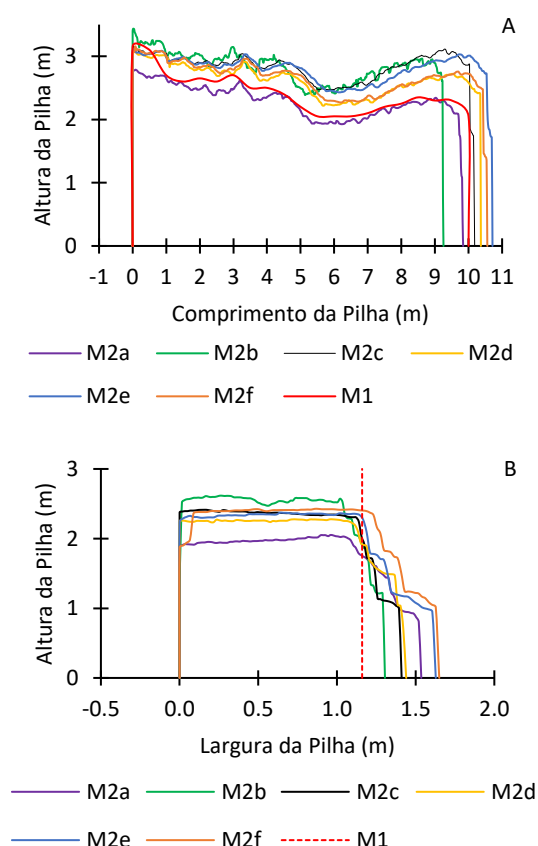 A
Altura da Pilha (m)
3
2
1
0
-1 0 1 2 3 4 5 6 7 8 9 10 11
Comprimento da Pilha (m)
M2a M2b M2c M2d
M2e M2f M1
B
Altura da Pilha (m)
3
2
1
0
-0.5 0.0 0.5 1.0 1.5 2.0
Largura da Pilha (m)
M2a M2b M2c M2d
M2e M2f M1